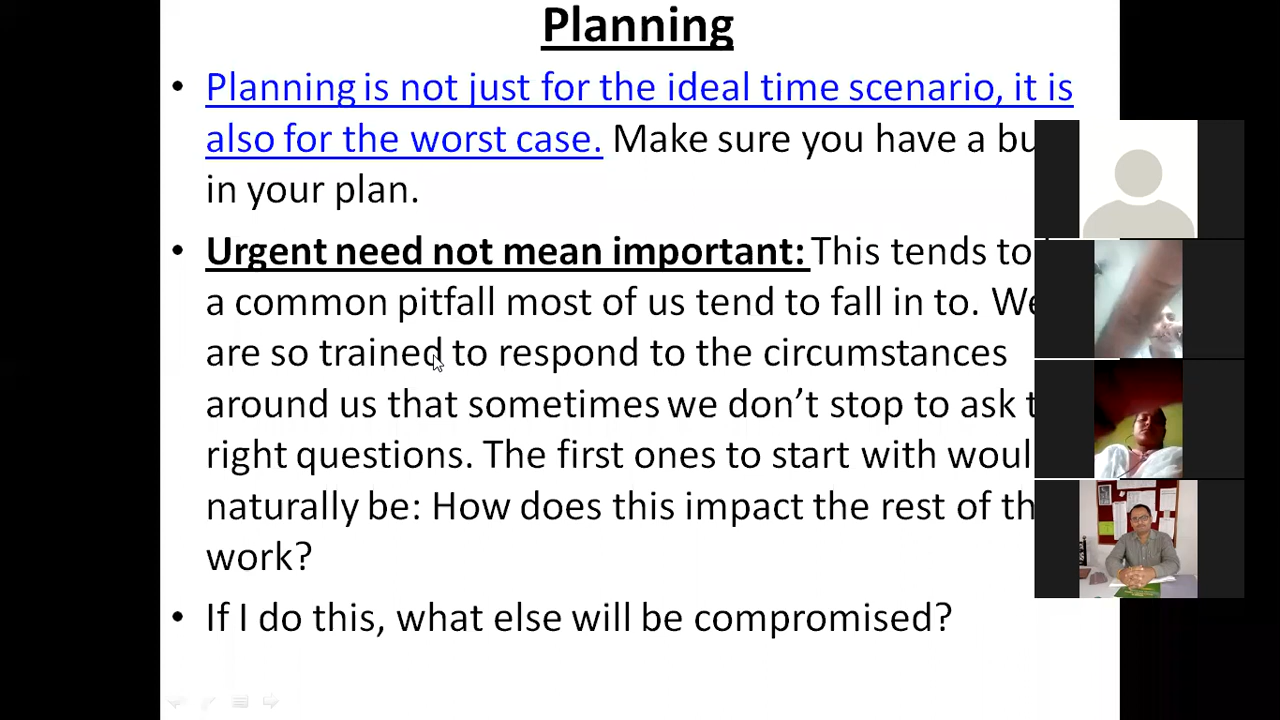 Planning
• Planning is not just for the ideal time scenario, it is
also for the worst case. Make sure you have a
in your plan.
• Urgent need not mean important: This tends to
a common pitfall most of us tend to fall in to. We
are so trained to respond to the circumstances
around us that sometimes we don’t stop to ask
right questions. The first ones to start with
naturally be: How does this impact the rest of
work?
• If I do this, what else will be compromised?